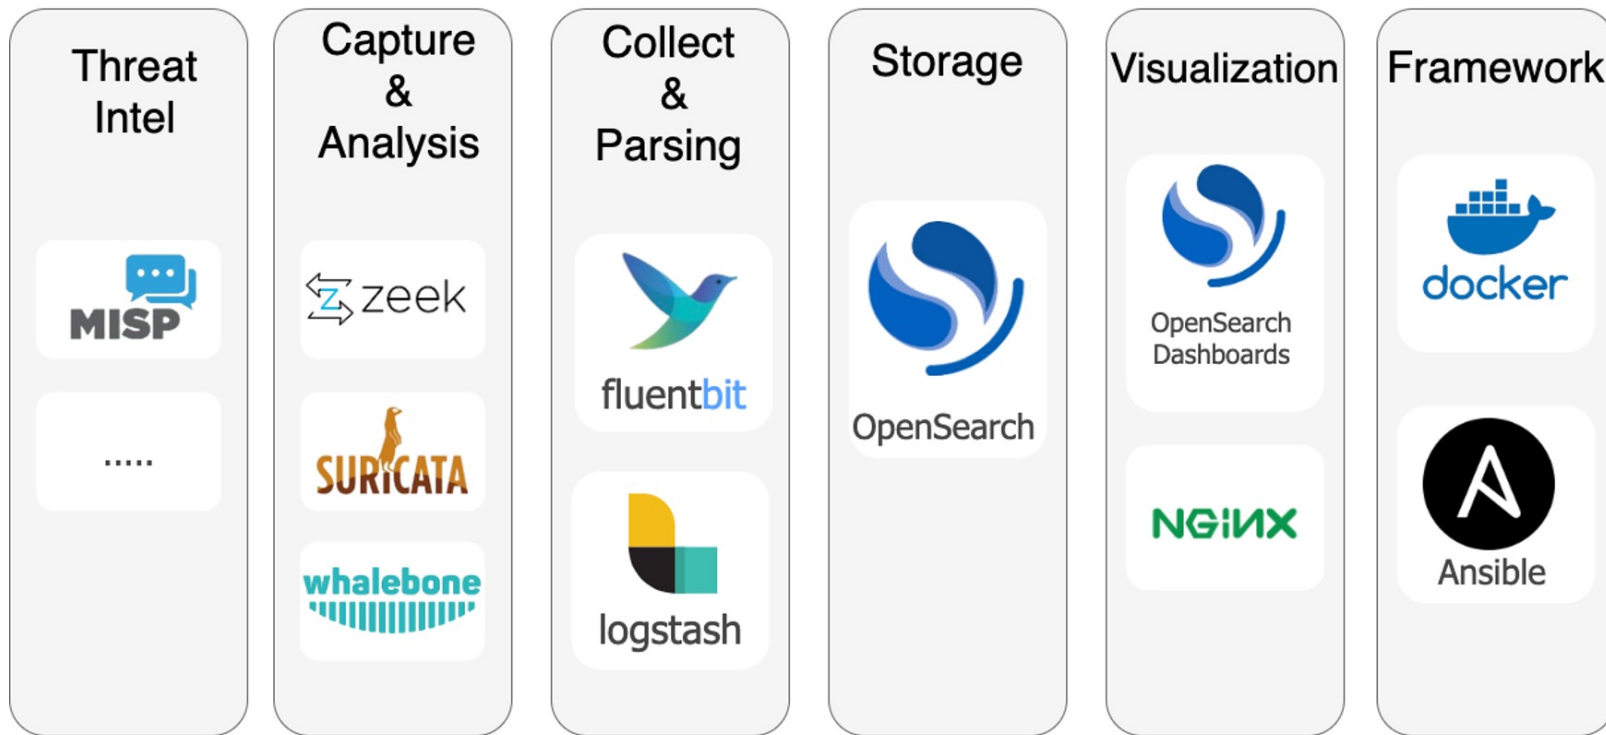 Threat
Intel
MISP
.....
Capture
&
Analysis
zeek
SURICATA
whalebone
Collect
&
Parsing
fluentbit
logstash
Storage
OpenSearch
Visualization
OpenSearch
Dashboards
NGiNX
Framework
docker
Ansible